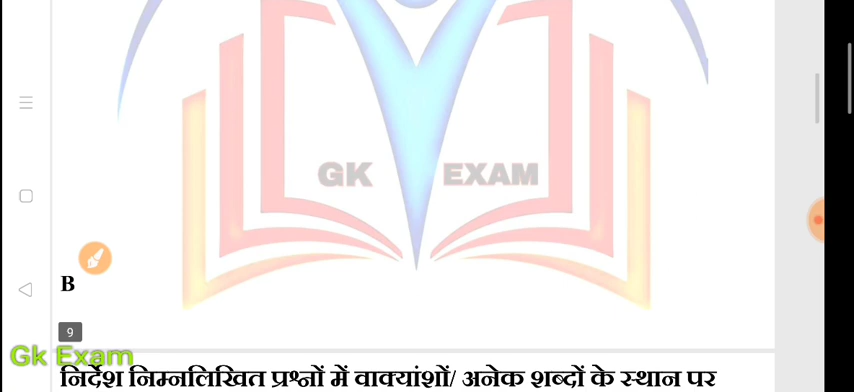 GK EXAM
B
9
Gk Exam
निर्देश निम्नलिखित प्रश्नों में वाक्यांशों/ अनेक शब्दों के स्थान पर